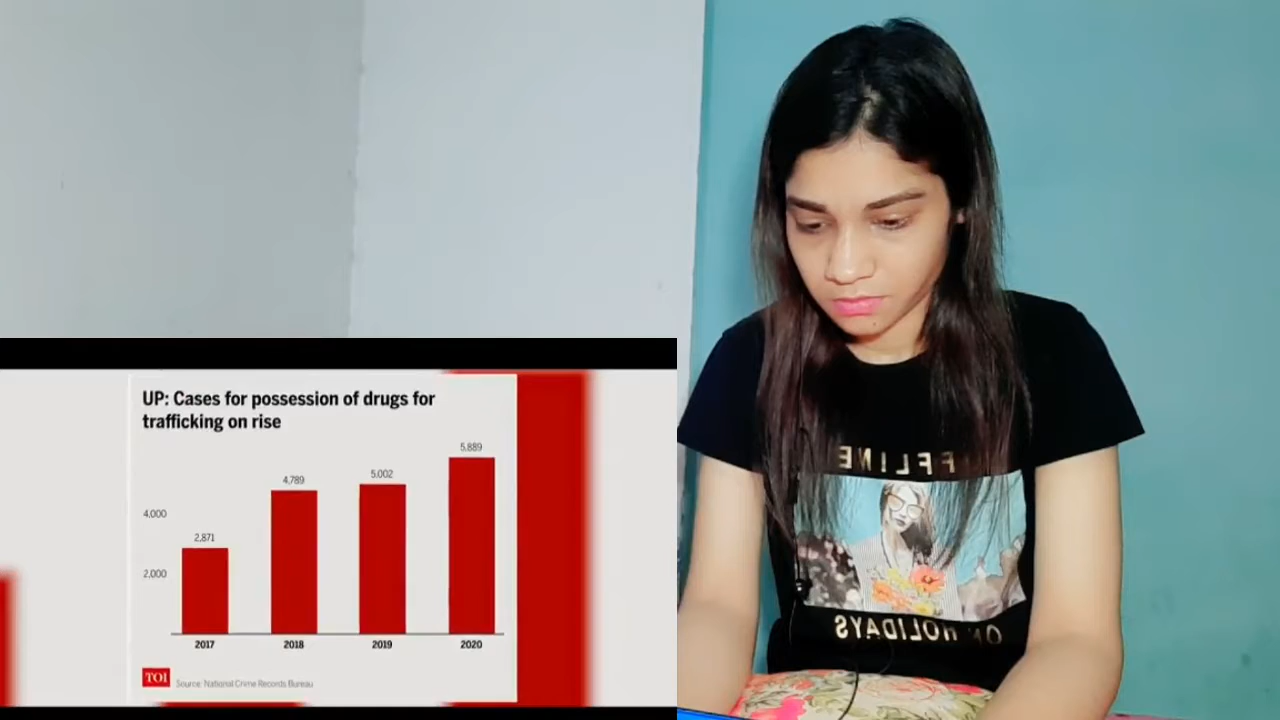 UP: Cases for possession of drugs for
trafficking on rise
5,889
5,002
4,789
4,000
2,871
2,000
2017 2018 2019 2020
TOI Source: National Crime Records Bureau
OFFLINE
ON HOLIDAYS